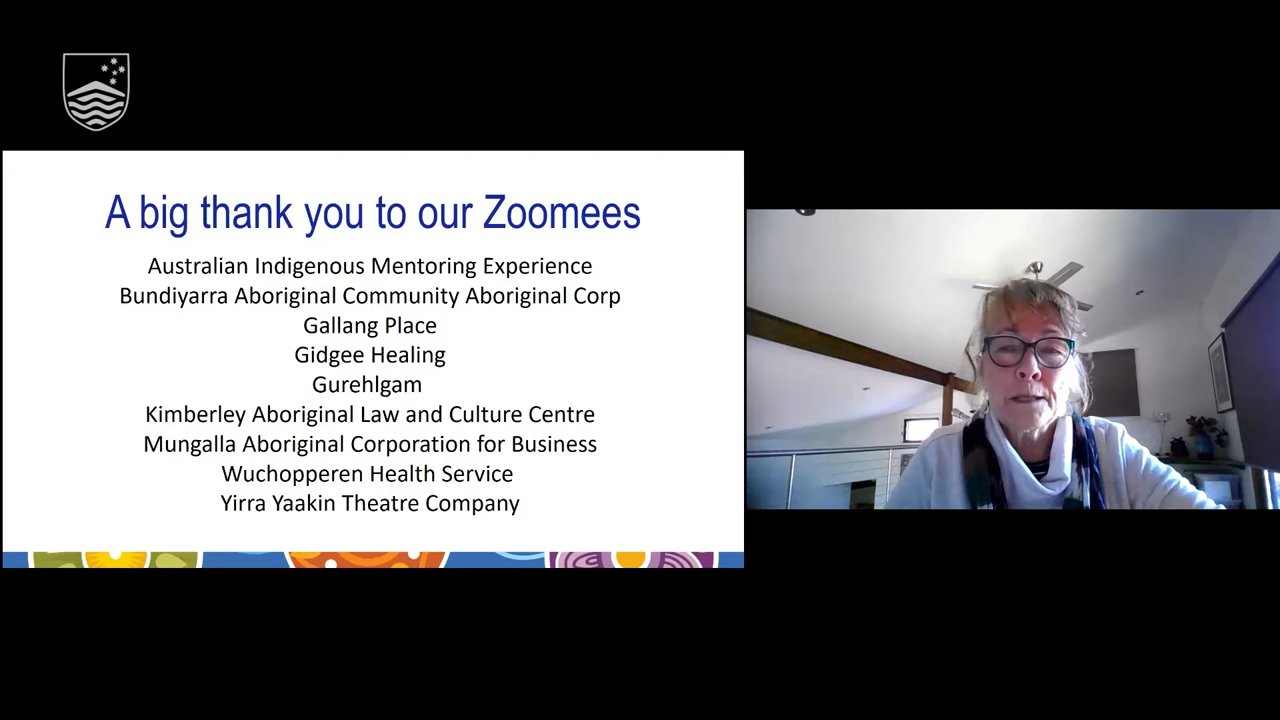 A big thank you to our Zoomees
Australian Indigenous Mentoring Experience
Bundiyarra Aboriginal Community Aboriginal Corp
Gallang Place
Gidgee Healing
Gurehlgam
Kimberley Aboriginal Law and Culture Centre
Mungalla Aboriginal Corporation for Business
Wuchopperen Health Service
Yirra Yaakin Theatre Company